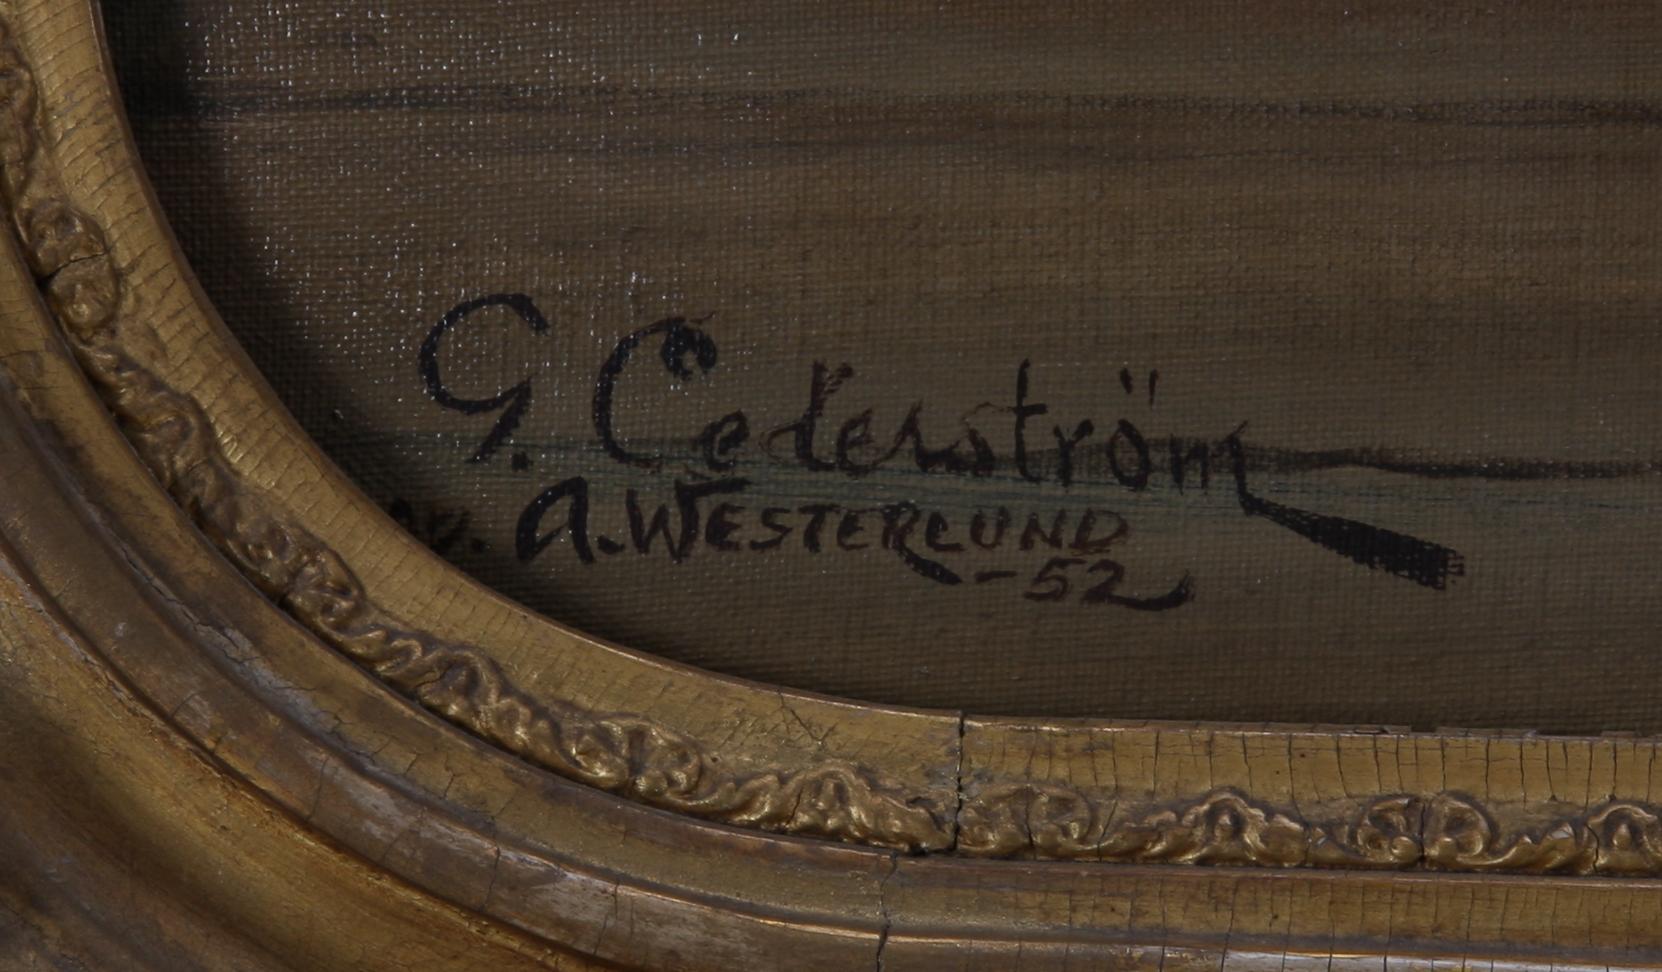 G. Cederström
av. A. WESTERLUND
-52